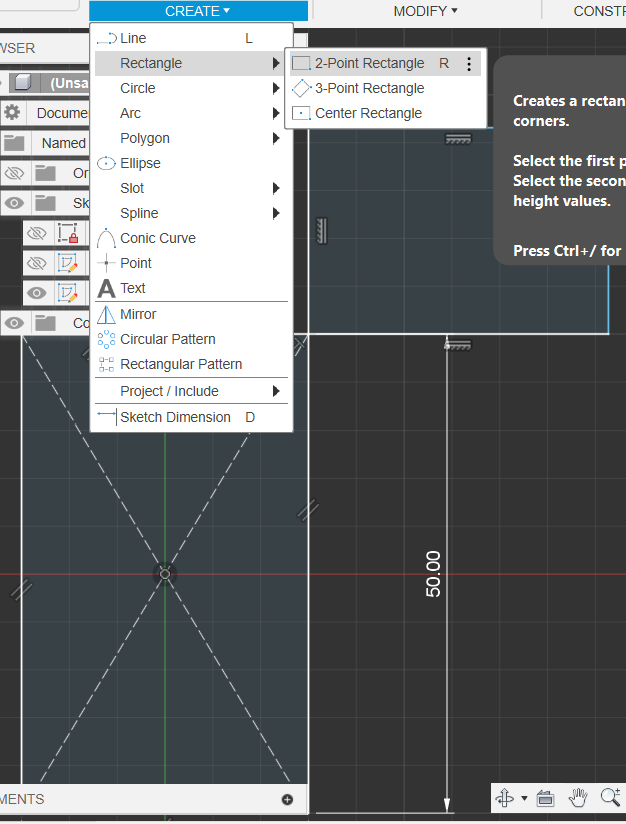 CREATE
MODIFY
CONSTR
WSER
Line L
Rectangle
2-Point Rectangle R
(Unsa
Circle
3-Point Rectangle
Creates a rectan
Docume
Arc
Center Rectangle
corners.
Named
Polygon
Ellipse
Select the first p
Or
Select the secon
Slot
height values.
Sk
Spline
Conic Curve
Press Ctrl+/ for
Point
Text
Mirror
Co
Circular Pattern
Rectangular Pattern
Project / Include
Sketch Dimension D
50.00
MENTS